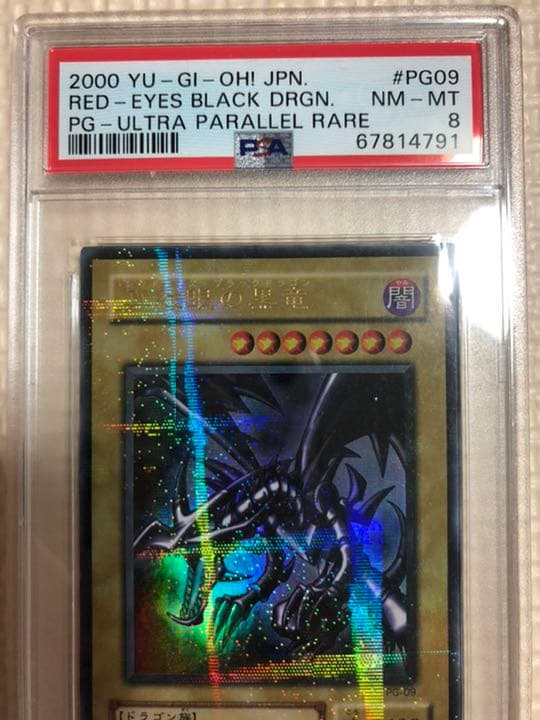 2000 YU-GI-OH! JPN. #PG09
RED-EYES BLACK DRGN. NM-MT
PG-ULTRA PARALLEL RARE 8
PSA 67814791
眼の黒竜
闇
PG-09
【ドラゴン族】